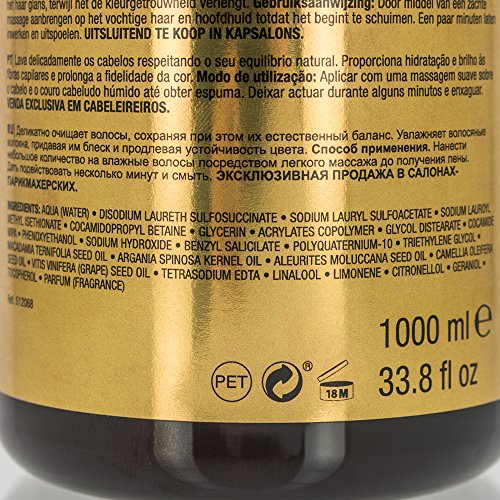 het haar glans, terwijl het de kleurgetrouwheid verlengt. Gebruiksaanwijzing: Door middel van een zachte
massage aanbrengen op het vochtige haar en hoofdhuid totdat het begint te schuimen. Een paar minuten laten
inwerken en afwassen. UITSLUITEND TE KOOP IN KAPSALONS.
PT| Lava delicadamente os cabelos respeitando o seu equilíbrio natural. Proporciona hidratação e brilho às
fibras capilares e prolonga a fidelidade da cor. Modo de utilização: Aplicar com uma massagem suave sobre
o cabelo e o couro cabeludo húmido até obter espuma. Deixar actuar durante alguns minutos e enxaguar.
VENDA EXCLUSIVA EM CABELEIREIROS.
RU| Деликатно очищает волосы, сохраняя при этом их естественный баланс. Увлажняет волосяные
волокна, придавая им блеск и продлевая устойчивость цвета. Способ применения. Нанести
небольшое количество на влажные волосы посредством легкого массажа до получения пены
Дать подействовать несколько минут и смыть. ЭКСКЛЮЗИВНАЯ ПРОДАЖА В САЛОНАХ-
ПАРИКМАХЕРСКИХ.
INGREDIENTS: AQUA (WATER) • DISODIUM LAURETH SULFOSUCCINATE • SODIUM LAURYL SULFOACETATE • SODIUM LAUROYL
METHYL ISETHIONATE • COCAMIDOPROPYL BETAINE • GLYCERIN • ACRYLATES COPOLYMER • GLYCOL DISTEARATE • COCAMIDE
MIPA • PHENOXYETHANOL • SODIUM HYDROXIDE • BENZYL SALICILATE • POLYQUATERNIUM-10 • TRIETHYLENE GLYCOL •
MACADAMIA TERNIFOLIA SEED OIL • ARGANIA SPINOSA KERNEL OIL • ALEURITES MOLUCCANA SEED OIL • CAMELLIA OLEIFERA
SEED OIL • VITIS VINIFERA (GRAPE) SEED OIL • TETRASODIUM EDTA • LINALOOL • LIMONENE • CITRONELLOL • GERANIOL •
TOCOPHEROL • PARFUM (FRAGRANCE)
Ref. 512068
1000 ml e
PET ® 18M 33.8 fl oz